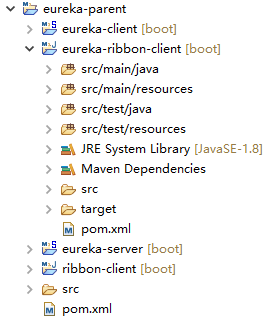 eureka-parent
eureka-client [boot]
eureka-ribbon-client [boot]
src/main/java
src/main/resources
src/test/java
src/test/resources
JRE System Library [JavaSE-1.8]
Maven Dependencies
src
target
pom.xml
eureka-server [boot]
ribbon-client [boot]
src
pom.xml